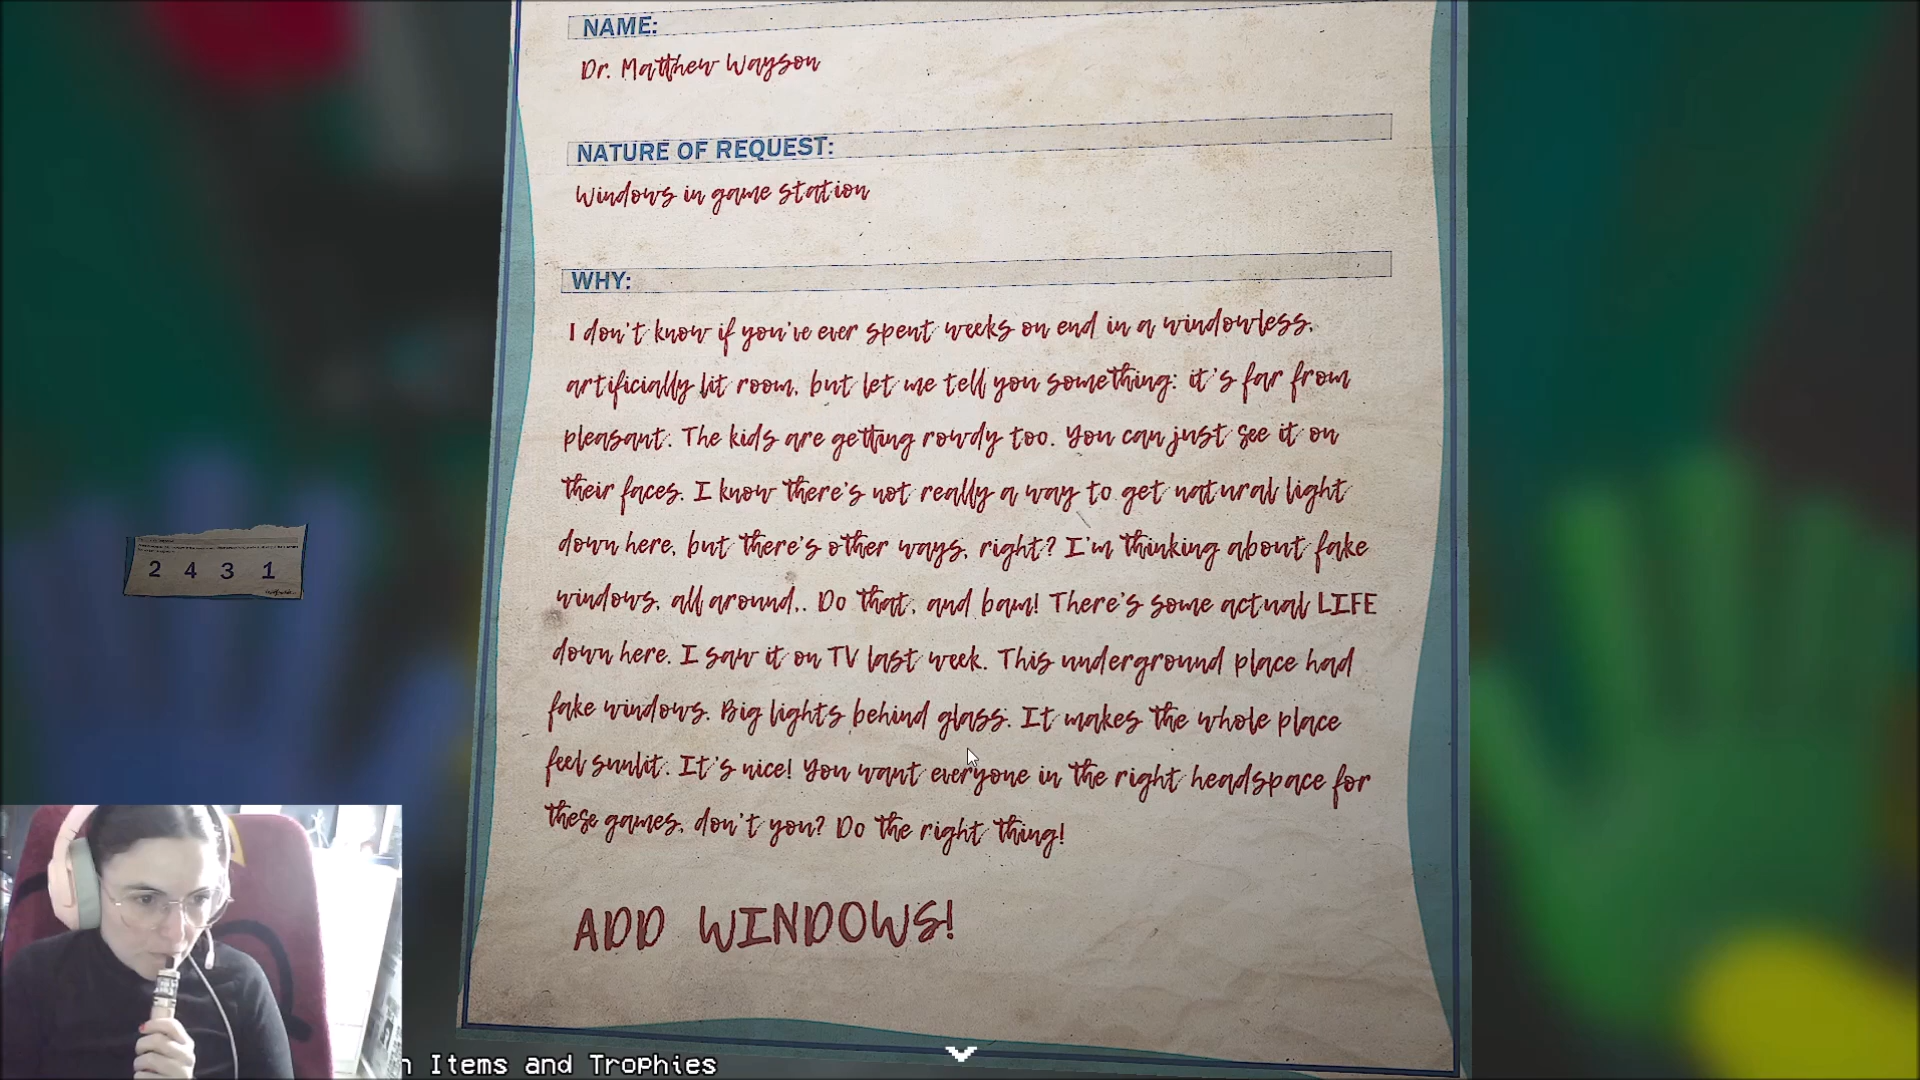 NAME:
Dr. Matthew Wayson
NATURE OF REQUEST:
Windows in game station
WHY:
I don't know if you've ever spent weeks on end in a windowless,
artificially lit room, but let me tell you something: it's far from
pleasant. The kids are getting rowdy too. You can just see it on
their faces. I know there's not really a way to get natural light
down here, but there's other ways, right? I'm thinking about fake
windows, all around,. Do that, and bam! There's some actual LIFE
down here. I saw it on TV last week. This underground place had
fake windows. Big lights behind glass. It makes the whole place
feel sunlit. It's nice! You want everyone in the right headspace for
these games, don't you? Do the right thing!
ADD WINDOWS!
2 4 3 1
Items and Trophies